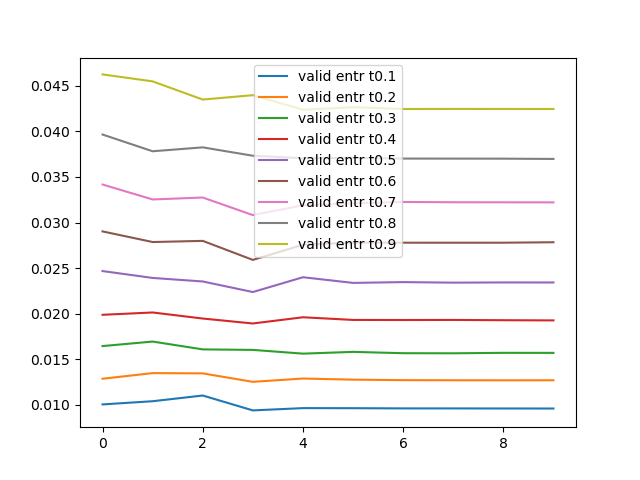 0.045
0.040
0.035
0.030
0.025
0.020
0.015
0.010
0 2 4 6 8
valid entr t0.1
valid entr t0.2
valid entr t0.3
valid entr t0.4
valid entr t0.5
valid entr t0.6
valid entr t0.7
valid entr t0.8
valid entr t0.9